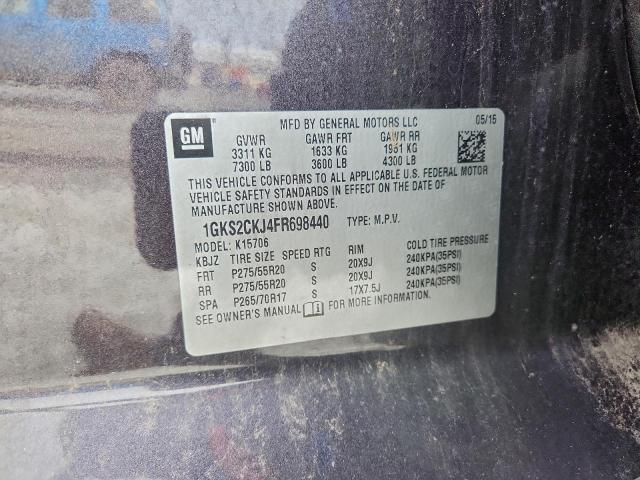 GM ® MFD BY GENERAL MOTORS LLC 05/15
GVWR GAWR FRT GAWR RR
3311 KG 1633 KG 1951 KG
7300 LB 3600 LB 4300 LB
THIS VEHICLE CONFORMS TO ALL APPLICABLE U.S. FEDERAL MOTOR
VEHICLE SAFETY STANDARDS IN EFFECT ON THE DATE OF
MANUFACTURE SHOWN ABOVE.
1GKS2CKJ4FR698440 TYPE: M.P.V.
MODEL: K15706
KBJZ TIRE SIZE SPEED RTG RIM COLD TIRE PRESSURE
FRT P275/55R20 S 20X9J 240KPA(35PSI)
RR P275/55R20 S 20X9J 240KPA(35PSI)
SPA P265/70R17 S 17X7.5J 240KPA(35PSI)
SEE OWNER'S MANUAL FOR MORE INFORMATION.